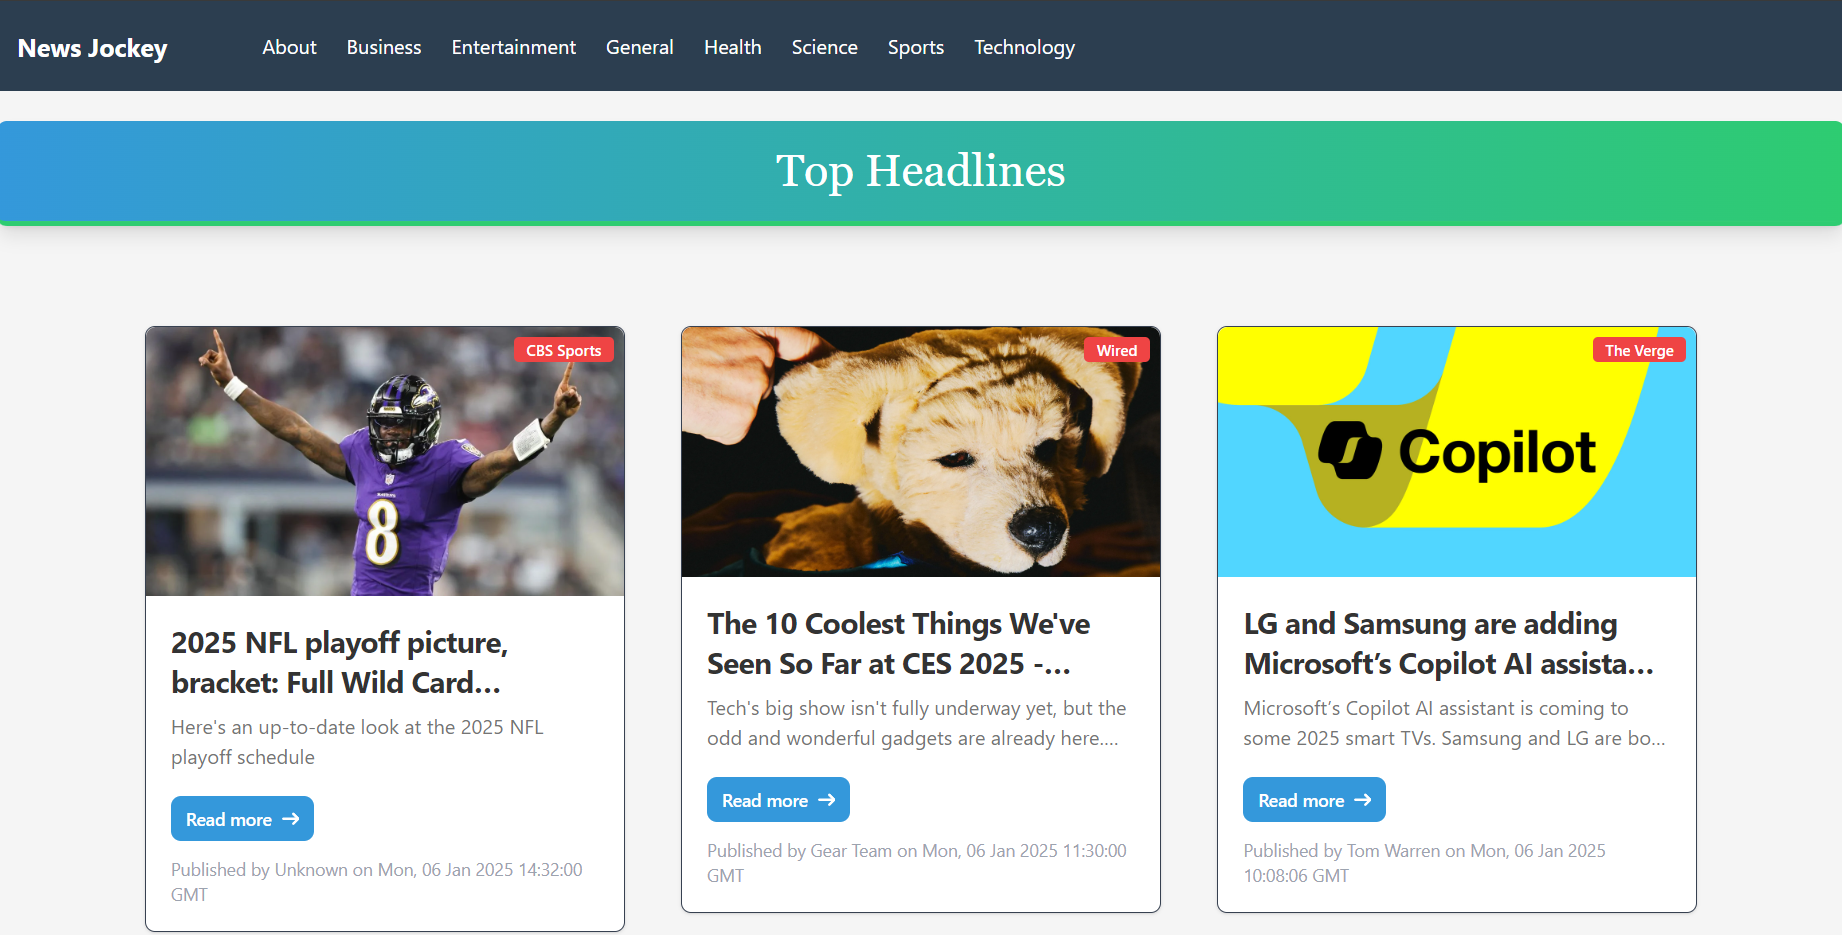 News Jockey
About Business Entertainment General Health Science Sports Technology
Top Headlines
CBS Sports
8
2025 NFL playoff picture,
bracket: Full Wild Card...
Here's an up-to-date look at the 2025 NFL
playoff schedule
Read more →
Published by Unknown on Mon, 06 Jan 2025 14:32:00
GMT
Wired
The 10 Coolest Things We've
Seen So Far at CES 2025 -...
Tech's big show isn't fully underway yet, but the
odd and wonderful gadgets are already here....
Read more →
Published by Gear Team on Mon, 06 Jan 2025 11:30:00
GMT
The Verge
Copilot
LG and Samsung are adding
Microsoft’s Copilot AI assista...
Microsoft’s Copilot AI assistant is coming to
some 2025 smart TVs. Samsung and LG are bo...
Read more →
Published by Tom Warren on Mon, 06 Jan 2025
10:08:06 GMT